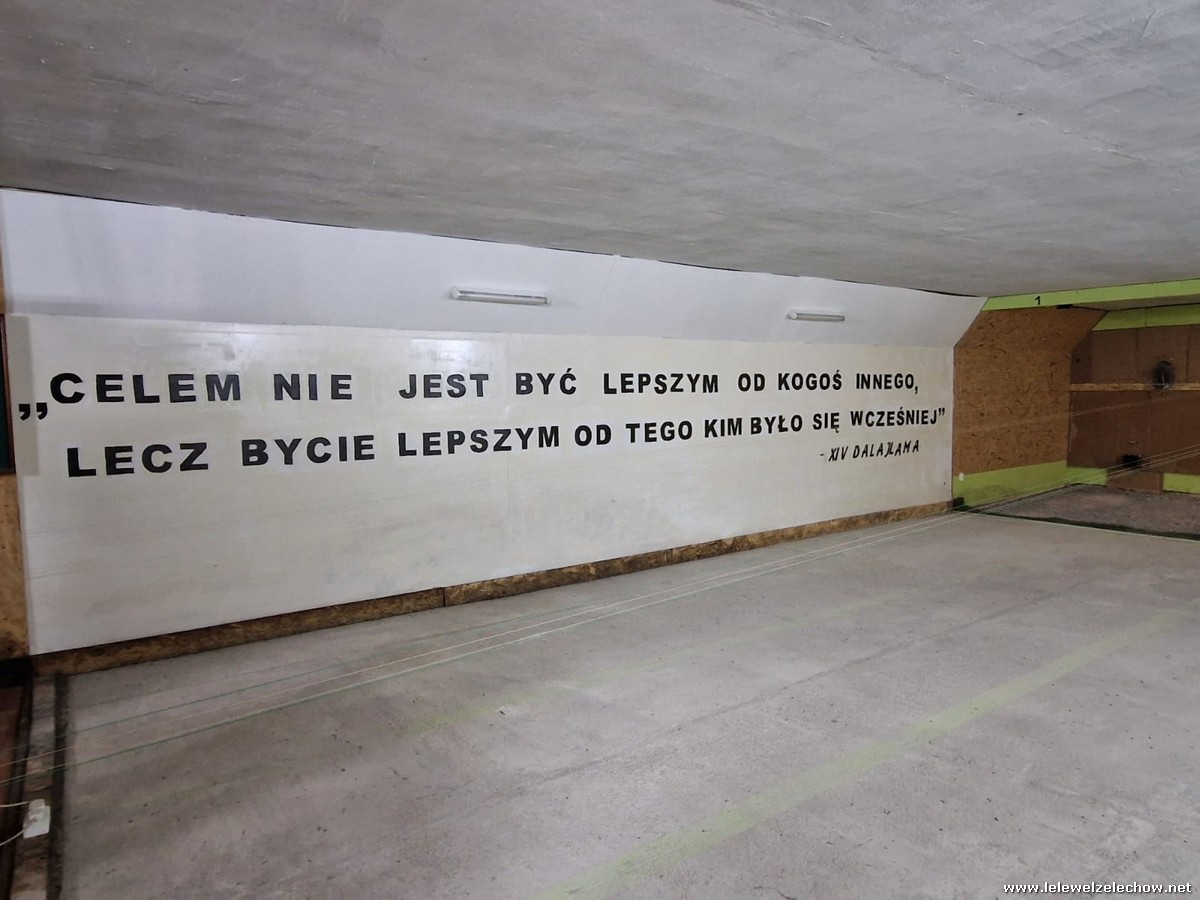 1
„CELEM NIE JEST BYĆ LEPSZYM OD KOGOŚ INNEGO,
LECZ BYCIE LEPSZYM OD TEGO KIM BYŁO SIĘ WCZEŚNIEJ”
- XIV DALAJLAMA
www.lelewelzelechow.net